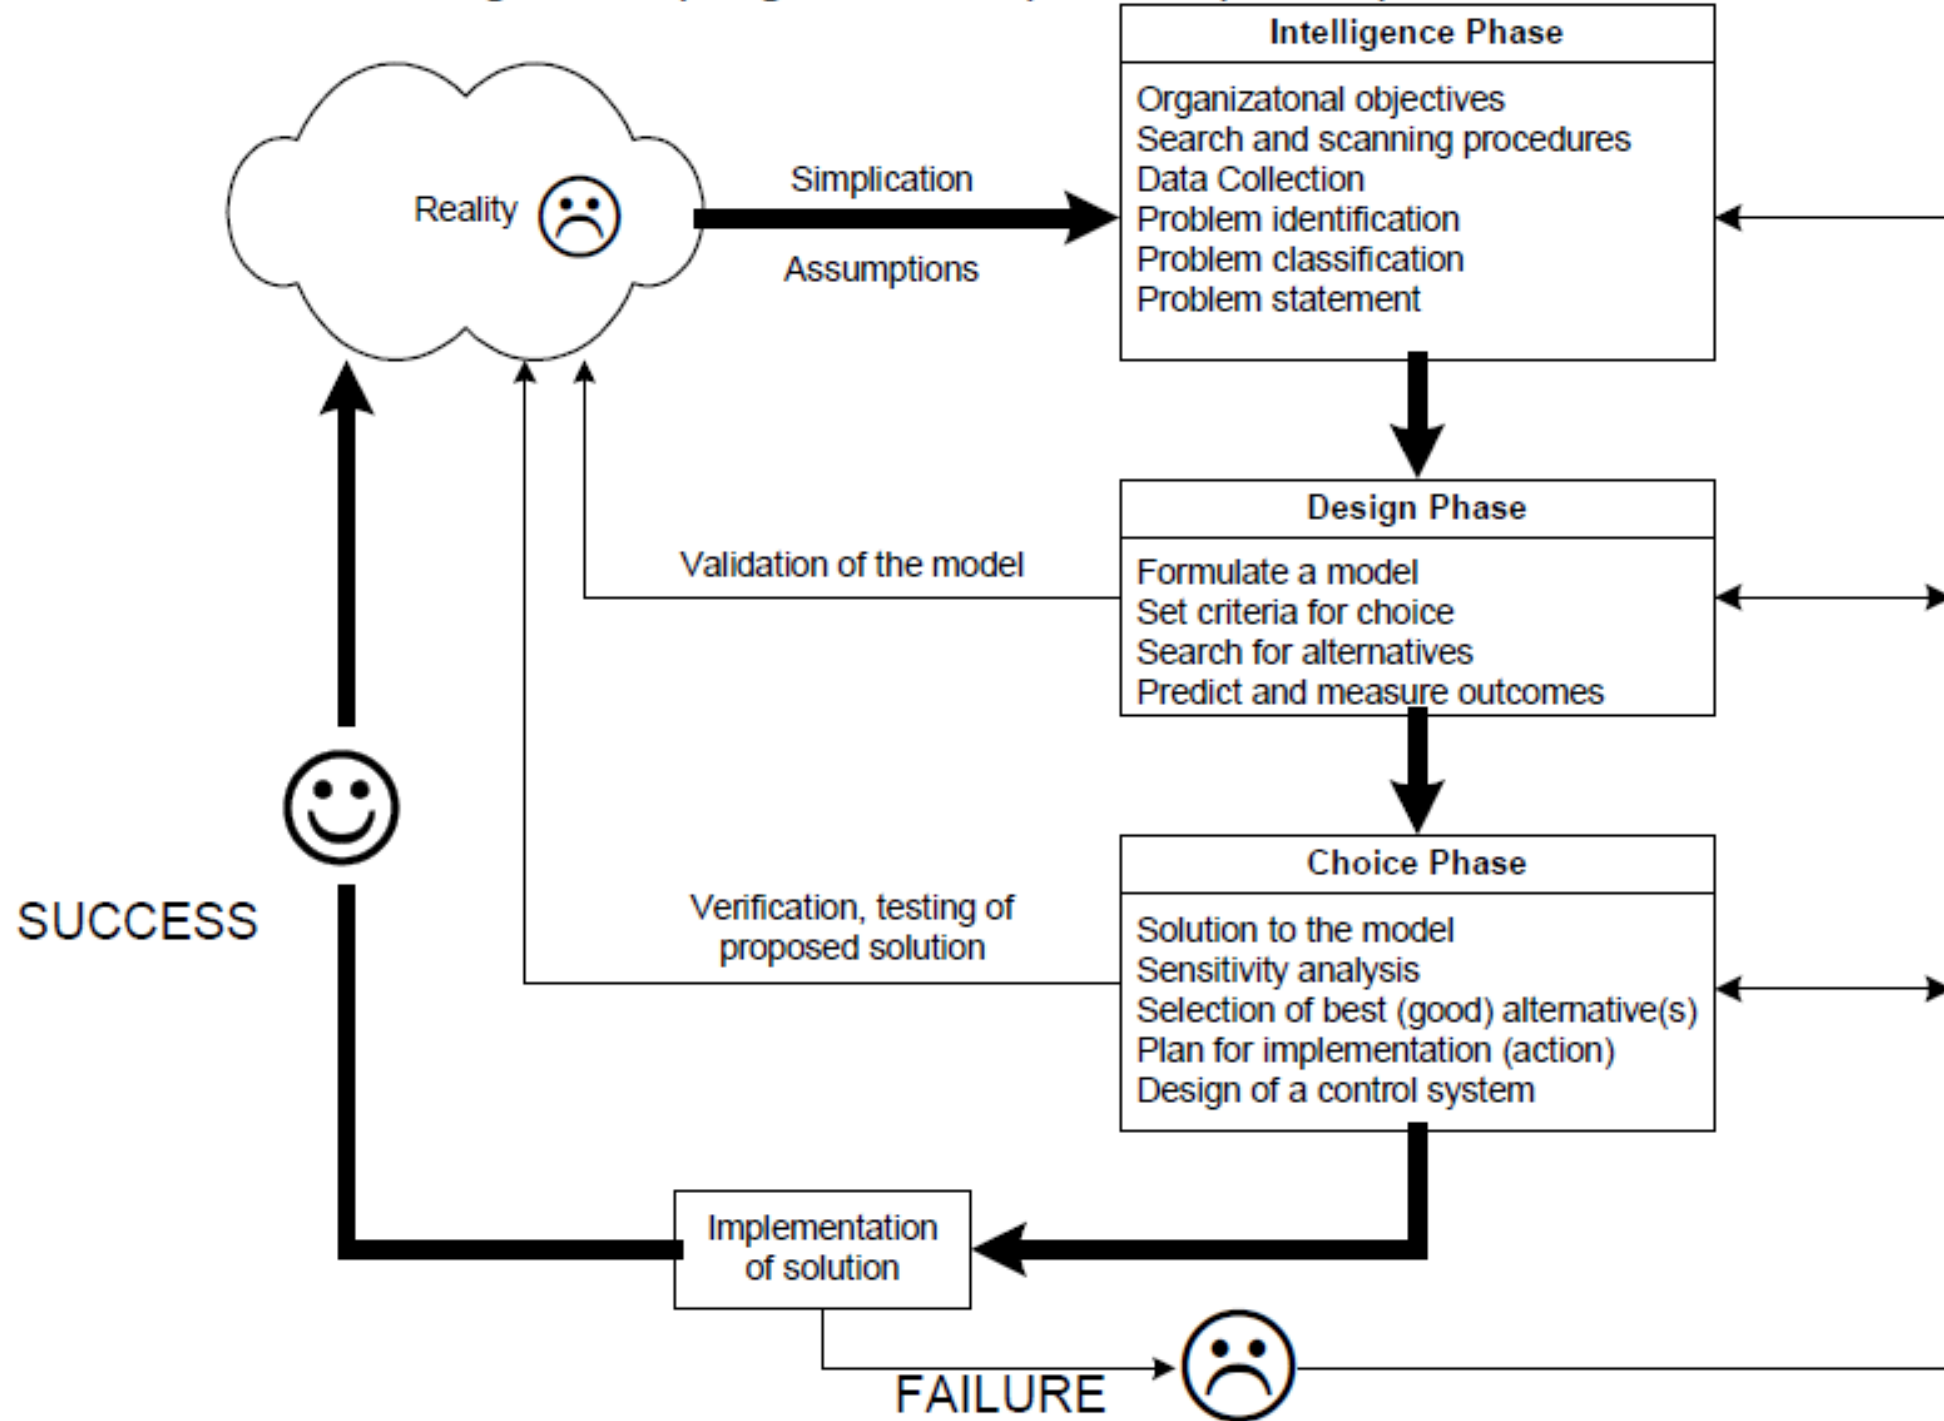 Intelligence Phase
Organizatonal objectives
Search and scanning procedures
Data Collection
Problem identification
Problem classification
Problem statement
Reality
Simplication
Assumptions
Design Phase
Formulate a model
Set criteria for choice
Search for alternatives
Predict and measure outcomes
Validation of the model
Choice Phase
Solution to the model
Sensitivity analysis
Selection of best (good) alternative(s)
Plan for implementation (action)
Design of a control system
Verification, testing of
proposed solution
SUCCESS
Implementation
of solution
FAILURE